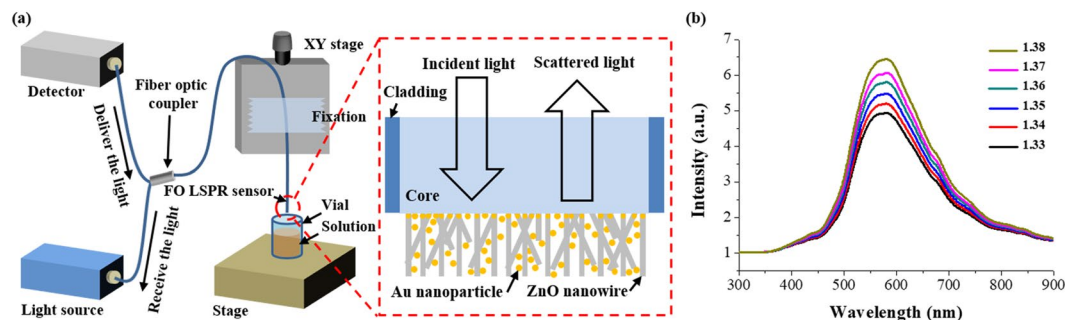 (a)
XY stage
Detector
Fiber optic
coupler
Deliver the light
Fixation
FO LSPR sensor
Vial
Solution
Receive the light
Light source
Stage
Cladding
Incident light
Scattered light
Core
Au nanoparticle
ZnO nanowire
(b)
Intensity (a.u.)
7
6
5
4
3
2
1
1.38
1.37
1.36
1.35
1.34
1.33
300 400 500 600 700 800 900
Wavelength (nm)